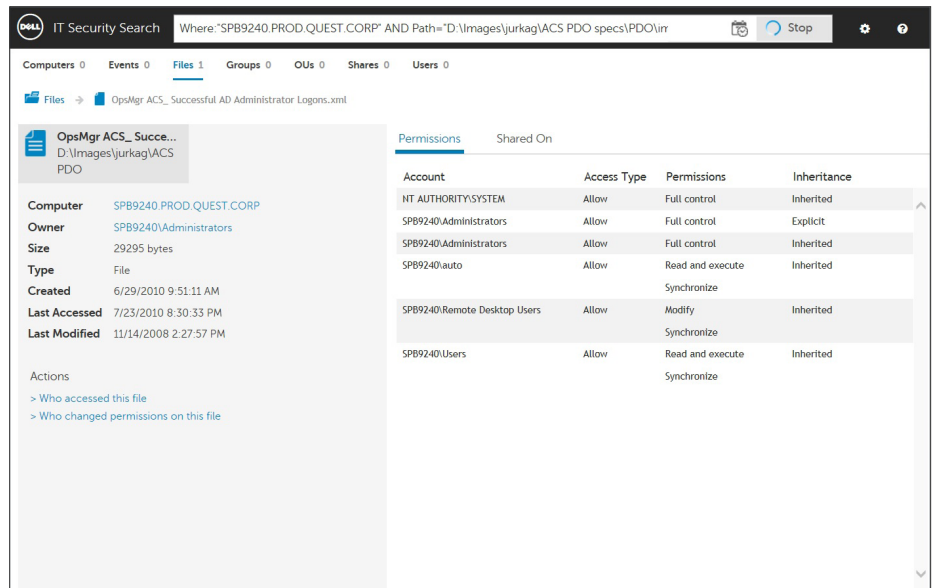 DELL IT Security Search Where:"SPB9240.PROD.QUEST.CORP" AND Path="D:\Images\jurkag\ACS PDO specs\PDO\im Stop
Computers 0 Events 0 Files 1 Groups 0 OUs 0 Shares 0 Users 0
Files OpsMgr ACS_ Successful AD Administrator Logons.xml
OpsMgr ACS_ Succe...
D:\Images\jurkag\ACS
PDO
Computer SPB9240.PROD.QUEST.CORP
Owner SPB9240\Administrators
Size 29295 bytes
Type File
Created 6/29/2010 9:51:11 AM
Last Accessed 7/23/2010 8:30:33 PM
Last Modified 11/14/2008 2:27:57 PM
Actions
> Who accessed this file
> Who changed permissions on this file
Permissions Shared On
Account Access Type Permissions Inheritance
NT AUTHORITY\SYSTEM Allow Full control Inherited
SPB9240\Administrators Allow Full control Explicit
SPB9240\Administrators Allow Full control Inherited
SPB9240\auto Allow Read and execute Inherited
Synchronize
SPB9240\Remote Desktop Users Allow Modify Inherited
Synchronize
SPB9240\Users Allow Read and execute Inherited
Synchronize